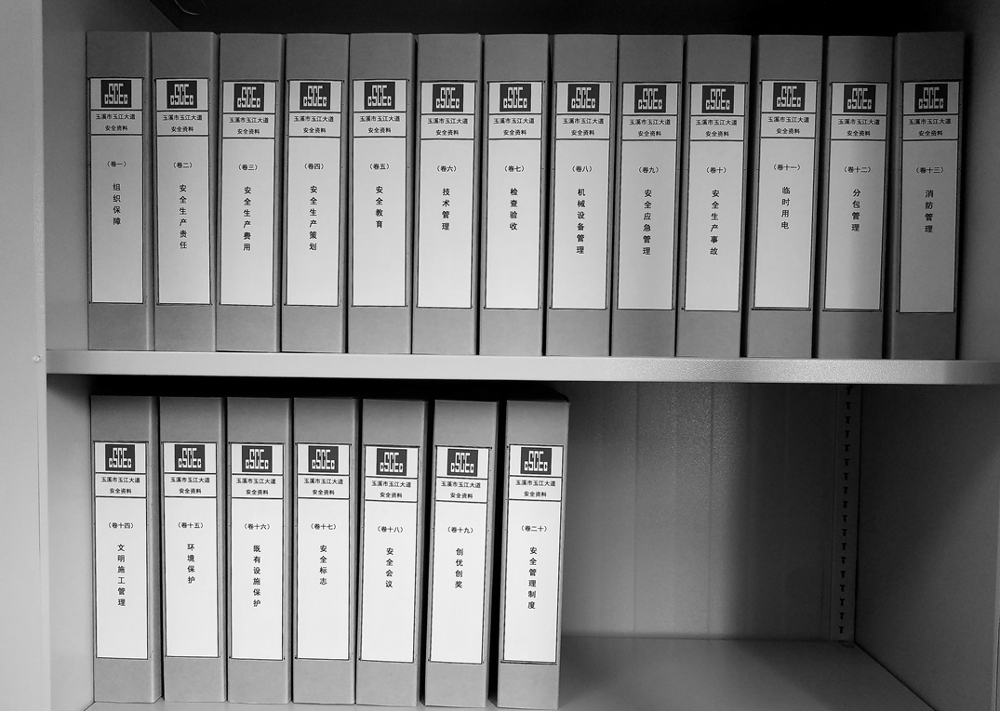 CSCEC
玉溪市玉江大道
安全资料
（卷一）
组织保障
CSCEC
玉溪市玉江大道
安全资料
（卷二）
安全生产责任
CSCEC
玉溪市玉江大道
安全资料
（卷三）
安全生产费用
CSCEC
玉溪市玉江大道
安全资料
（卷四）
安全生产策划
CSCEC
玉溪市玉江大道
安全资料
（卷五）
安全教育
CSCEC
玉溪市玉江大道
安全资料
（卷六）
技术管理
CSCEC
玉溪市玉江大道
安全资料
（卷七）
检查验收
CSCEC
玉溪市玉江大道
安全资料
（卷八）
机械设备管理
CSCEC
玉溪市玉江大道
安全资料
（卷九）
安全应急管理
CSCEC
玉溪市玉江大道
安全资料
（卷十）
安全生产事故
CSCEC
玉溪市玉江大道
安全资料
（卷十一）
临时用电
CSCEC
玉溪市玉江大道
安全资料
（卷十二）
分包管理
CSCEC
玉溪市玉江大道
安全资料
（卷十三）
消防管理
CSCEC
玉溪市玉江大道
安全资料
（卷十四）
文明施工管理
CSCEC
玉溪市玉江大道
安全资料
（卷十五）
环境保护
CSCEC
玉溪市玉江大道
安全资料
（卷十六）
既有设施保护
CSCEC
玉溪市玉江大道
安全资料
（卷十七）
安全标志
CSCEC
玉溪市玉江大道
安全资料
（卷十八）
安全会议
CSCEC
玉溪市玉江大道
安全资料
（卷十九）
创优创奖
CSCEC
玉溪市玉江大道
安全资料
（卷二十）
安全管理制度